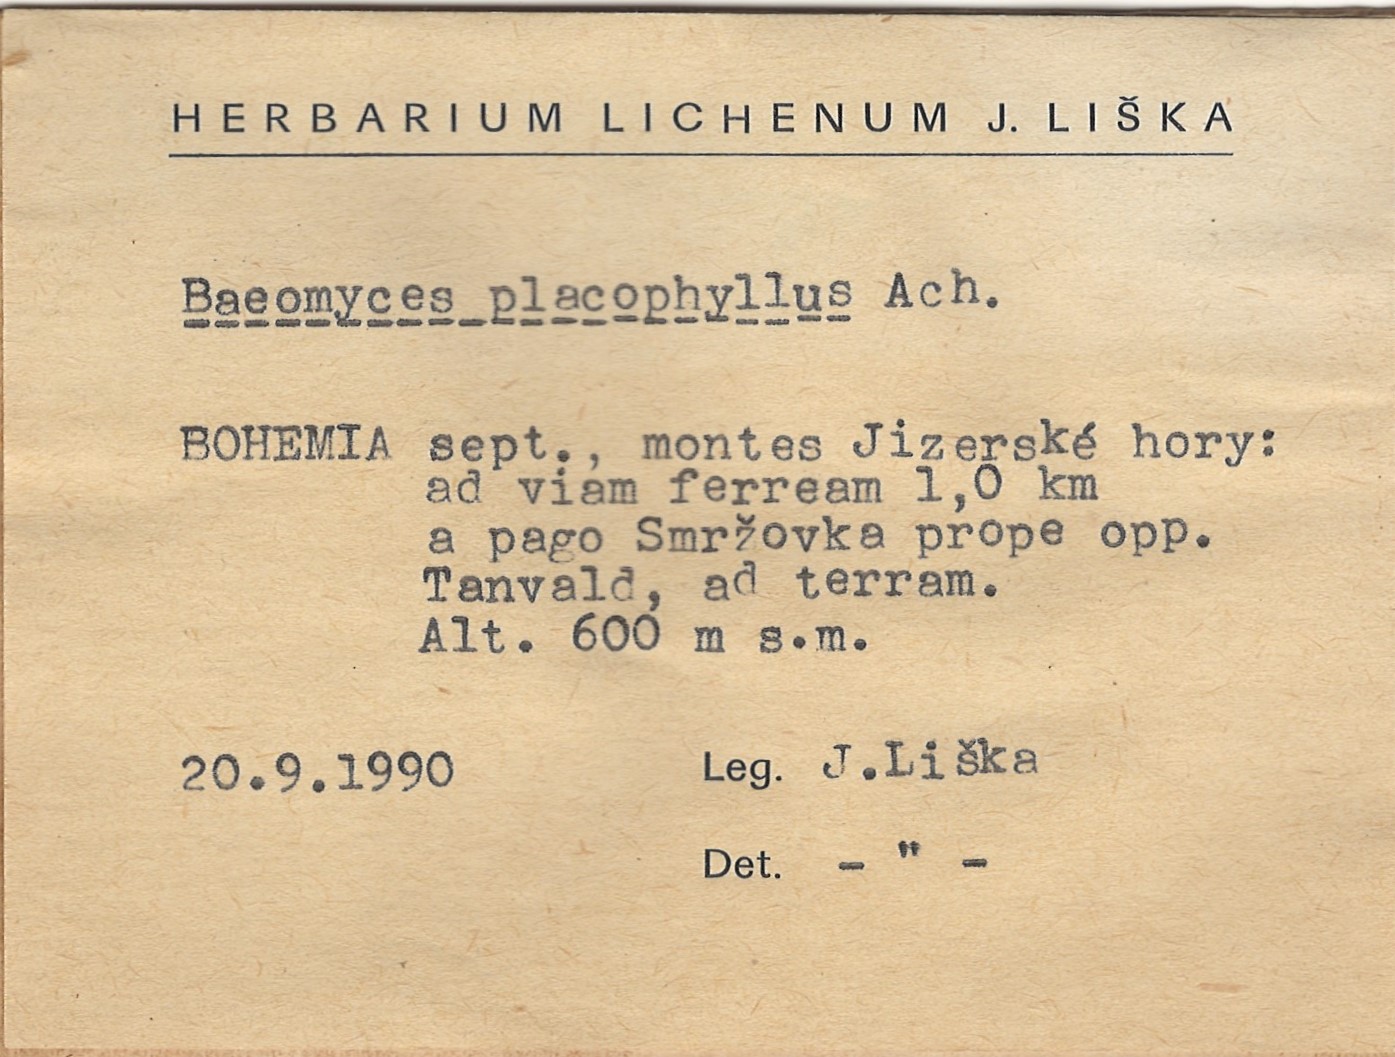 HERBARIUM LICHENUM J. LIŠKA
Baeomyces placophyllus Ach.
BOHEMIA sept., montes Jizerské hory:
ad viam ferream 1,0 km
a pago Smržovka prope opp.
Tanvald, ad terram.
Alt. 600 m s.m.
20.9.1990 Leg. J.Liška
Det. - " -